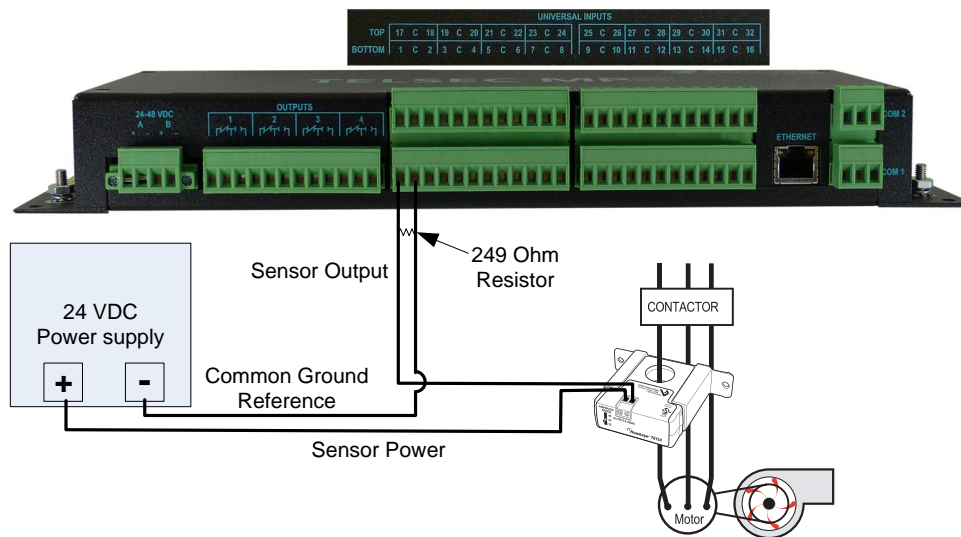 UNIVERSAL INPUTS
TOP 17 C 18 19 C 20 21 C 22 23 C 24 25 C 26 27 C 28 29 C 30 31 C 32
BOTTOM 1 C 2 3 C 4 5 C 6 7 C 8 9 C 10 11 C 12 13 C 14 15 C 16
24-48 VDC
A B
+ - + -
OUTPUTS
1 2 3 4
ETHERNET
COM 2
COM 1
249 Ohm
Resistor
Sensor Output
24 VDC
Power supply
+ -
Common Ground
Reference
Sensor Power
CONTACTOR
Motor